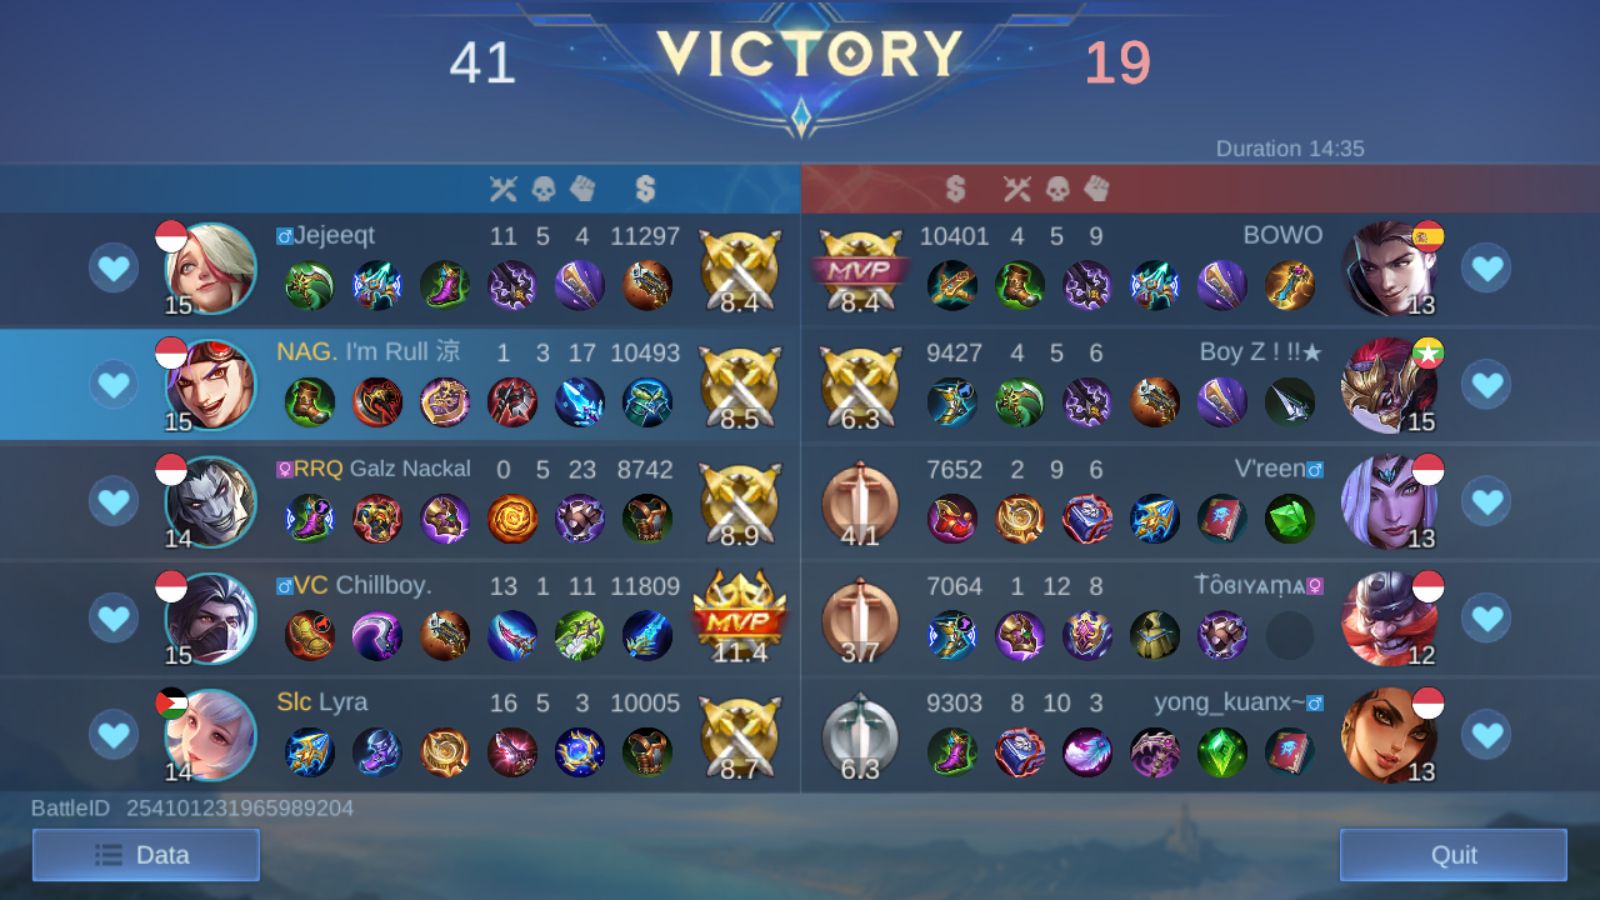 41 VICTORY 19
Duration 14:35
Jejeeqt 11 5 4 11297
15 8.4
MVP 10401 4 5 9 BOWO
8.4 13
NAG. I'm Rull 涼 1 3 17 10493
15 8.5
9427 4 5 6 Boy Z ! !!★
6.3 15
RRQ Galz Nackal 0 5 23 8742
14 8.9
7652 2 9 6 V'reen
4.1 13
VC Chillboy. 13 1 11 11809 MVP
15 11.4
7064 1 12 8
3.7 12
Slc Lyra 16 5 3 10005
14 8.7
9303 8 10 3 yong_kuanx~
6.3 13
BattleID 254101231965989204
Data
Quit